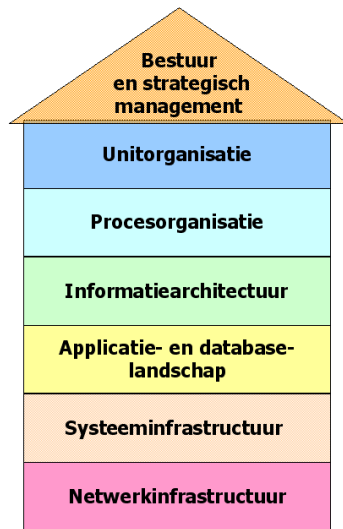 Bestuur
en strategisch
management
Unitorganisatie
Procesorganisatie
Informatiearchitectuur
Applicatie- en database-
landschap
Systeeminfrastructuur
Netwerkinfrastructuur